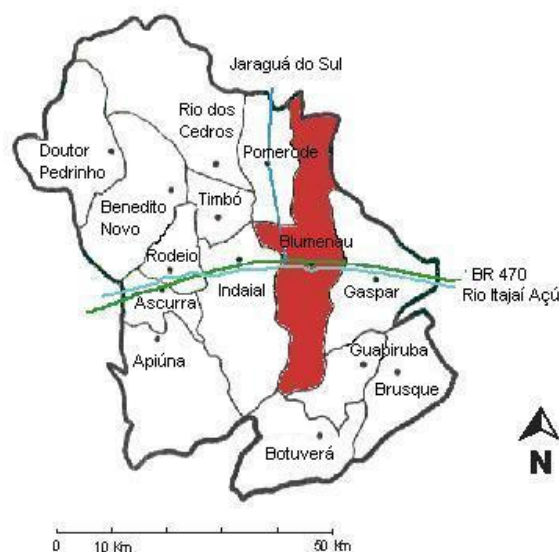 Jaraguá do Sul
Rio dos
Cedros
Doutor
Pedrinho
Pomerode
Benedito
Novo
Timbó
Blumenau
Rodeio
' BR 470
Indaial
Gaspar
Rio Itajaí Açú
Ascurra
Apiúna
Guabiruba
Brusque
Botuverá
N
0
10 Km
50 Km